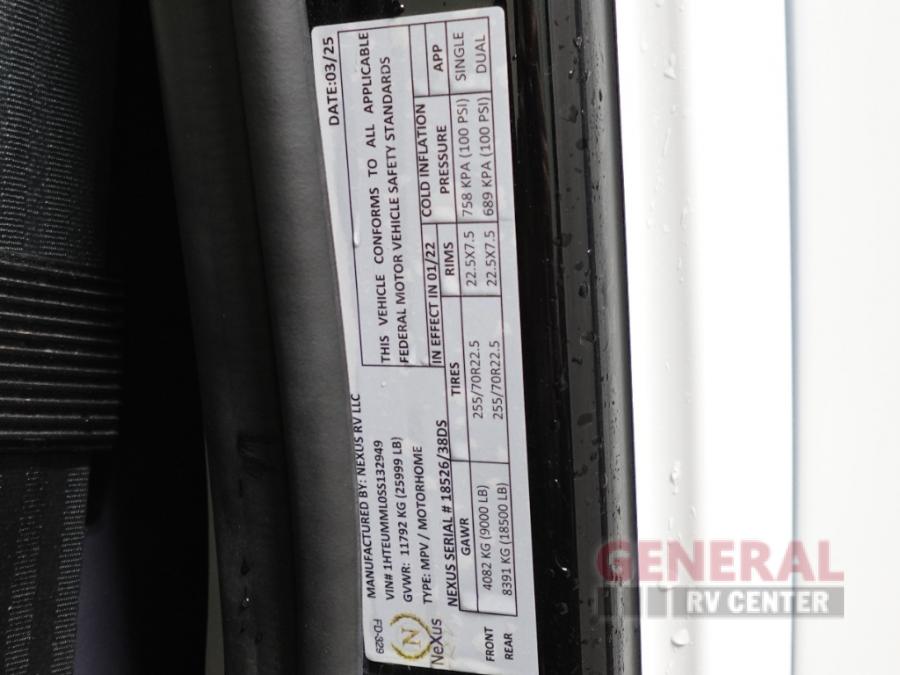 DATE:03/25
MANUFACTURED BY: NEXUS RV LLC
VIN# 1HTEUMML0SS132949
GVWR: 11792 KG (25999 LB)
TYPE: MPV / MOTORHOME
NEXUS SERIAL # 18526/38DS
THIS VEHICLE CONFORMS TO ALL APPLICABLE
FEDERAL MOTOR VEHICLE SAFETY STANDARDS
IN EFFECT IN 01/22
FD-329
N
NeXus
GAWR TIRES RIMS COLD INFLATION PRESSURE APP
FRONT 4082 KG (9000 LB) 255/70R22.5 22.5X7.5 758 KPA (100 PSI) SINGLE
REAR 8391 KG (18500 LB) 255/70R22.5 22.5X7.5 689 KPA (100 PSI) DUAL
GENERAL
RV CENTER